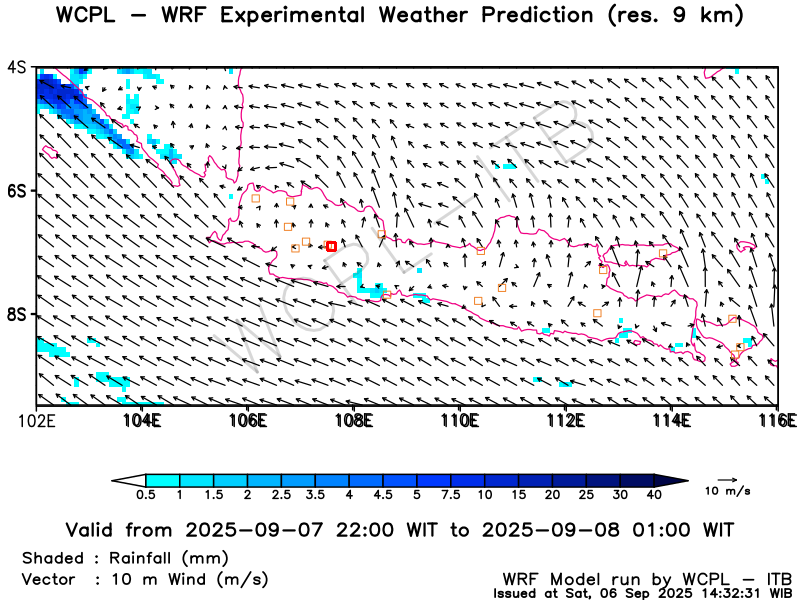 WCPL – WRF Experimental Weather Prediction (res. 9 km)
WCPL-ITB
4S
6S
8S
102E 104E 106E 108E 110E 112E 114E 116E
0.5 1 1.5 2 2.5 3.5 4 4.5 5 7.5 10 15 20 25 30 40
10 m/s
Valid from 2025-09-07 22:00 WIT to 2025-09-08 01:00 WIT
Shaded : Rainfall (mm)
Vector : 10 m Wind (m/s)
WRF Model run by WCPL – ITB
Issued at Sat, 06 Sep 2025 14:32:31 WIB